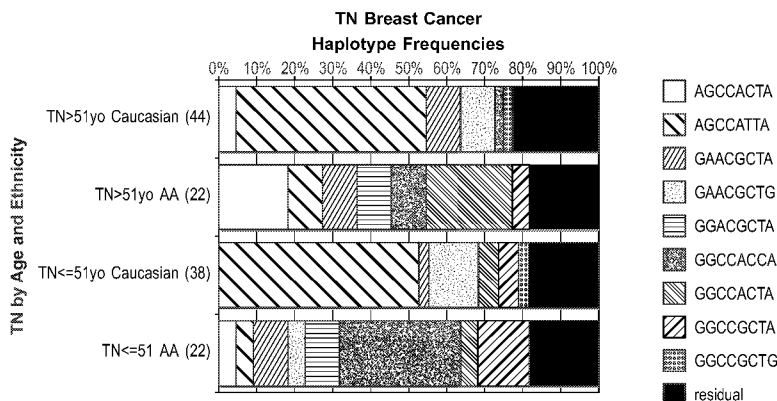 TN Breast Cancer
Haplotype Frequencies
0% 10% 20% 30% 40% 50% 60% 70% 80% 90% 100%
TN by Age and Ethnicity
TN>51yo Caucasian (44)
TN>51yo AA (22)
TN<=51yo Caucasian (38)
TN<=51 AA (22)
AGCCACTA
AGCCATTA
GAACGCTA
GAACGCTG
GGACGCTA
GGCCACCA
GGCCACTA
GGCCGCTA
GGCCGCTG
residual